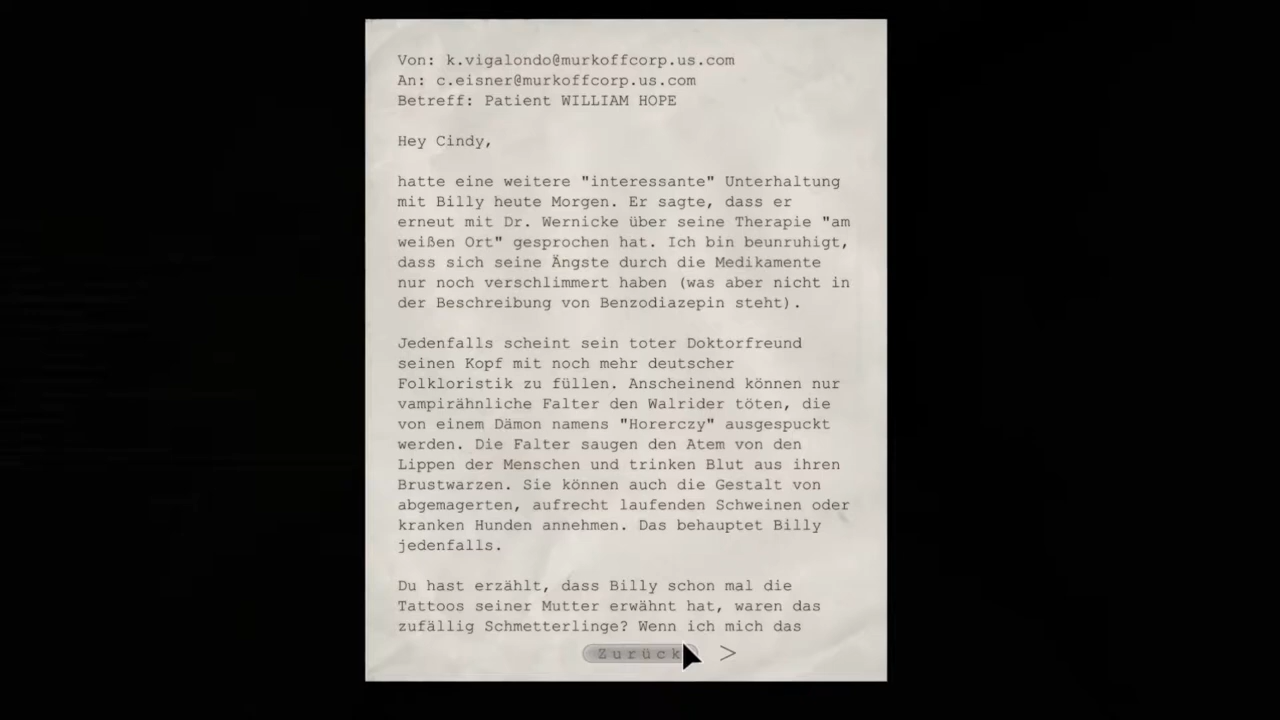 Von: k.vigalondo@murkoffcorp.us.com
An: c.eisner@murkoffcorp.us.com
Betreff: Patient WILLIAM HOPE
Hey Cindy,
hatte eine weitere "interessante" Unterhaltung
mit Billy heute Morgen. Er sagte, dass er
erneut mit Dr. Wernicke über seine Therapie "am
weißen Ort" gesprochen hat. Ich bin beunruhigt,
dass sich seine Ängste durch die Medikamente
nur noch verschlimmert haben (was aber nicht in
der Beschreibung von Benzodiazepin steht).
Jedenfalls scheint sein toter Doktorfreund
seinen Kopf mit noch mehr deutscher
Folkloristik zu füllen. Anscheinend können nur
vampirähnliche Falter den Walrider töten, die
von einem Dämon namens "Horerczy" ausgespuckt
werden. Die Falter saugen den Atem von den
Lippen der Menschen und trinken Blut aus ihren
Brustwarzen. Sie können auch die Gestalt von
abgemagerten, aufrecht laufenden Schweinen oder
kranken Hunden annehmen. Das behauptet Billy
jedenfalls.
Du hast erzählt, dass Billy schon mal die
Tattoos seiner Mutter erwähnt hat, waren das
zufällig Schmetterlinge? Wenn ich mich das
Zurück >